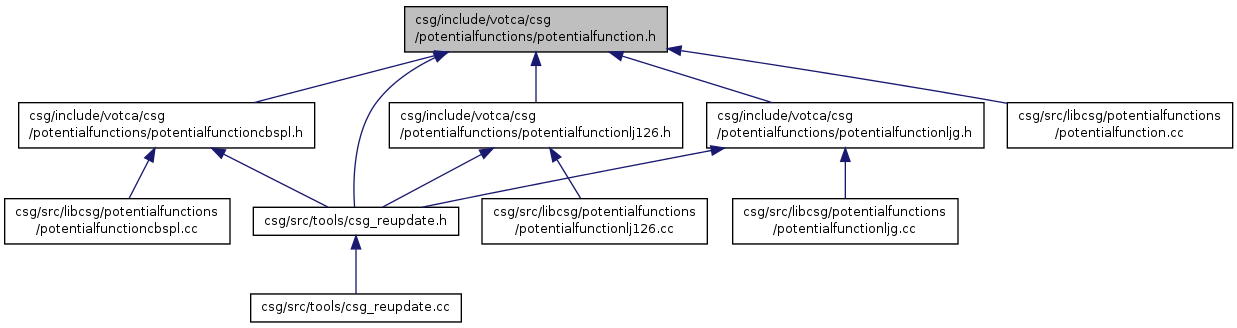 csg/include/votca/csg
/potentialfunctions/potentialfunction.h
csg/include/votca/csg
/potentialfunctions/potentialfunctioncbspl.h
csg/include/votca/csg
/potentialfunctions/potentialfunctionlj126.h
csg/include/votca/csg
/potentialfunctions/potentialfunctionljg.h
csg/src/libcsg/potentialfunctions
/potentialfunction.cc
csg/src/libcsg/potentialfunctions
/potentialfunctioncbspl.cc
csg/src/tools/csg_reupdate.h
csg/src/libcsg/potentialfunctions
/potentialfunctionlj126.cc
csg/src/libcsg/potentialfunctions
/potentialfunctionljg.cc
csg/src/tools/csg_reupdate.cc